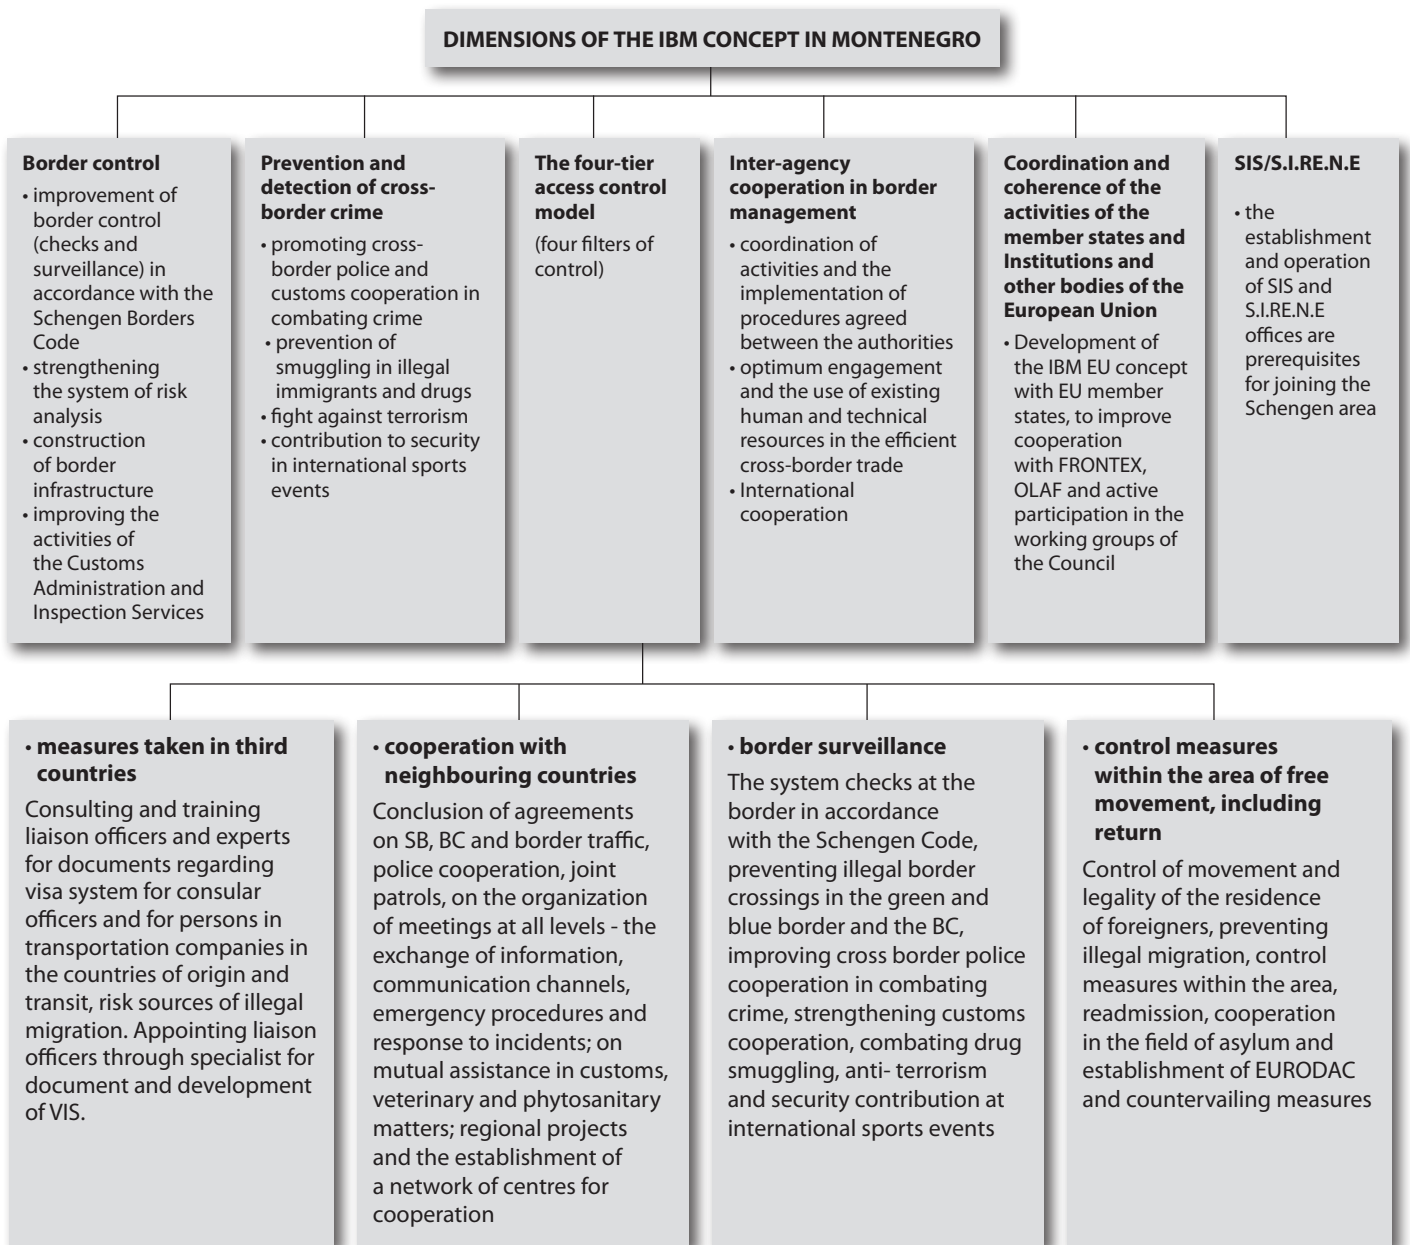 DIMENSIONS OF THE IBM CONCEPT IN MONTENEGRO
Border control
• improvement of
border control
(checks and
surveillance) in
accordance with the
Schengen Borders
Code
• strengthening
the system of risk
analysis
• construction
of border
infrastructure
• improving the
activities of
the Customs
Administration and
Inspection Services
Prevention and
detection of cross-
border crime
• promoting cross-
border police and
customs cooperation in
combating crime
• prevention of
smuggling in illegal
immigrants and drugs
• fight against terrorism
• contribution to security
in international sports
events
The four-tier
access control
model
(four filters of
control)
Inter-agency
cooperation in border
management
• coordination of
activities and the
implementation of
procedures agreed
between the authorities
• optimum engagement
and the use of existing
human and technical
resources in the efficient
cross-border trade
• International
cooperation
Coordination and
coherence of the
activities of the
member states and
Institutions and
other bodies of the
European Union
• Development of
the IBM EU concept
with EU member
states, to improve
cooperation
with FRONTEX,
OLAF and active
participation in the
working groups of
the Council
SIS/S.I.RE.N.E
• the
establishment
and operation
of SIS and
S.I.RE.N.E
offices are
prerequisites
for joining the
Schengen area
• measures taken in third
countries
Consulting and training
liaison officers and experts
for documents regarding
visa system for consular
officers and for persons in
transportation companies in
the countries of origin and
transit, risk sources of illegal
migration. Appointing liaison
officers through specialist for
document and development
of VIS.
• cooperation with
neighbouring countries
Conclusion of agreements
on SB, BC and border traffic,
police cooperation, joint
patrols, on the organization
of meetings at all levels - the
exchange of information,
communication channels,
emergency procedures and
response to incidents; on
mutual assistance in customs,
veterinary and phytosanitary
matters; regional projects
and the establishment of
a network of centres for
cooperation
• border surveillance
The system checks at the
border in accordance
with the Schengen Code,
preventing illegal border
crossings in the green and
blue border and the BC,
improving cross border police
cooperation in combating
crime, strengthening customs
cooperation, combating drug
smuggling, anti- terrorism
and security contribution at
international sports events
• control measures
within the area of free
movement, including
return
Control of movement and
legality of the residence
of foreigners, preventing
illegal migration, control
measures within the area,
readmission, cooperation
in the field of asylum and
establishment of EURODAC
and countervailing measures